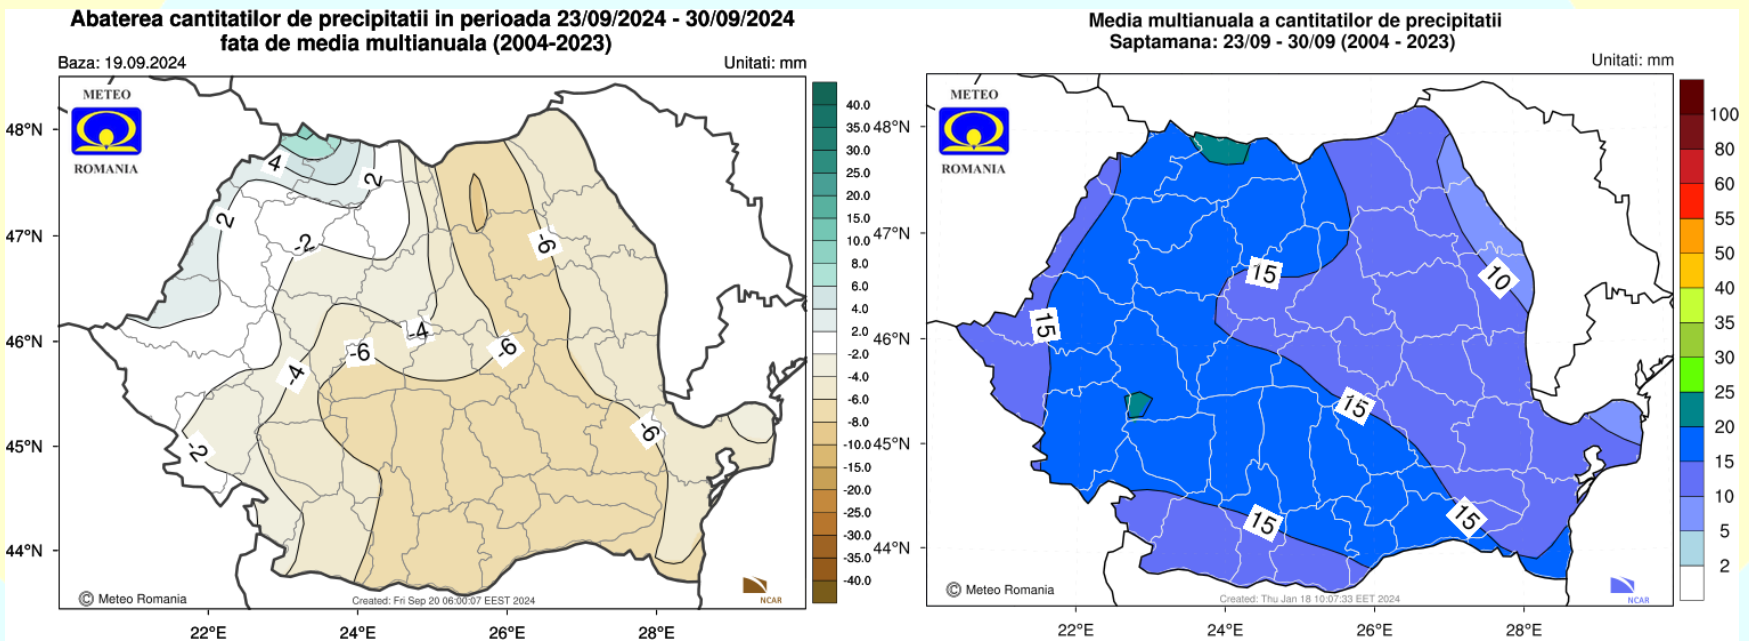 Abaterea cantitatilor de precipitatii in perioada 23/09/2024 - 30/09/2024
fata de media multianuala (2004-2023)
Baza: 19.09.2024
Unitati: mm
METEO
ROMANIA
48°N
47°N
46°N
45°N
44°N
4
2
2
-2
-6
-4
-6
-6
-4
-6
-2
40.0
35.0
30.0
25.0
20.0
15.0
10.0
8.0
6.0
4.0
2.0
-2.0
-4.0
-6.0
-8.0
-10.0
-15.0
-20.0
-25.0
-30.0
-35.0
-40.0
© Meteo Romania
Created: Fri Sep 20 06:00:07 EEST 2024
NCAR
22°E
24°E
26°E
28°E
Media multianuala a cantitatilor de precipitatii
Saptamana: 23/09 - 30/09 (2004 - 2023)
Unitati: mm
METEO
ROMANIA
48°N
47°N
46°N
45°N
44°N
15
10
15
15
15
15
100
80
60
55
50
40
35
30
25
20
15
10
5
2
© Meteo Romania
Created: Thu Jan 18 10:07:33 EET 2024
NCAR
22°E
24°E
26°E
28°E